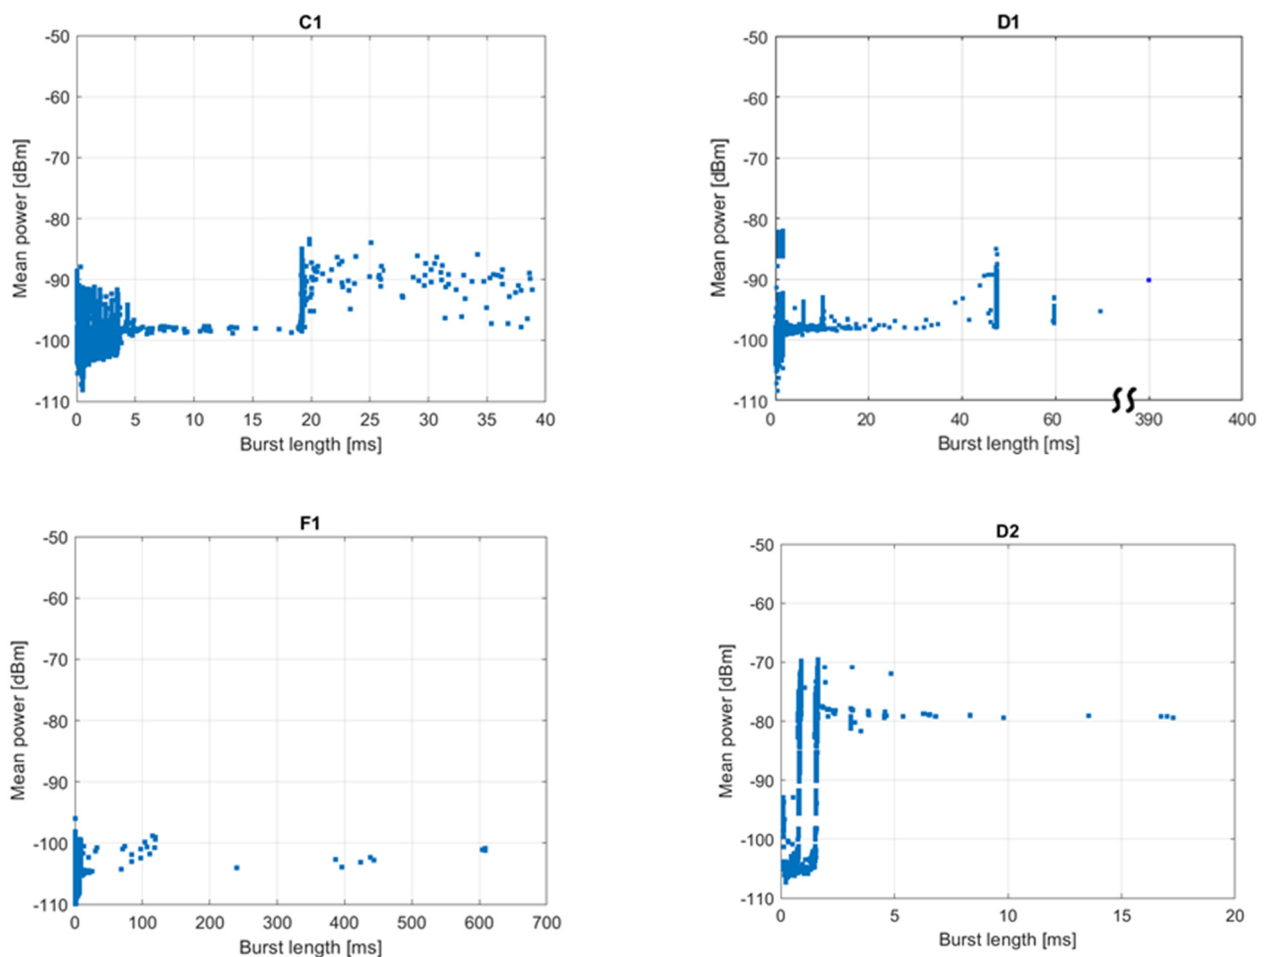 C1
-50
-60
-70
-80
-90
-100
-110
Mean power [dBm]
0 5 10 15 20 25 30 35 40
Burst length [ms]
D1
-50
-60
-70
-80
-90
-100
-110
Mean power [dBm]
0 20 40 60 390 400
Burst length [ms]
F1
-50
-60
-70
-80
-90
-100
-110
Mean power [dBm]
0 100 200 300 400 500 600 700
Burst length [ms]
D2
-50
-60
-70
-80
-90
-100
-110
Mean power [dBm]
0 5 10 15 20
Burst length [ms]